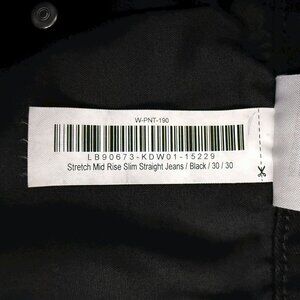 W-PNT-190
LB90673-KDW01-15229
Stretch Mid Rise Slim Straight Jeans / Black / 30 / 30